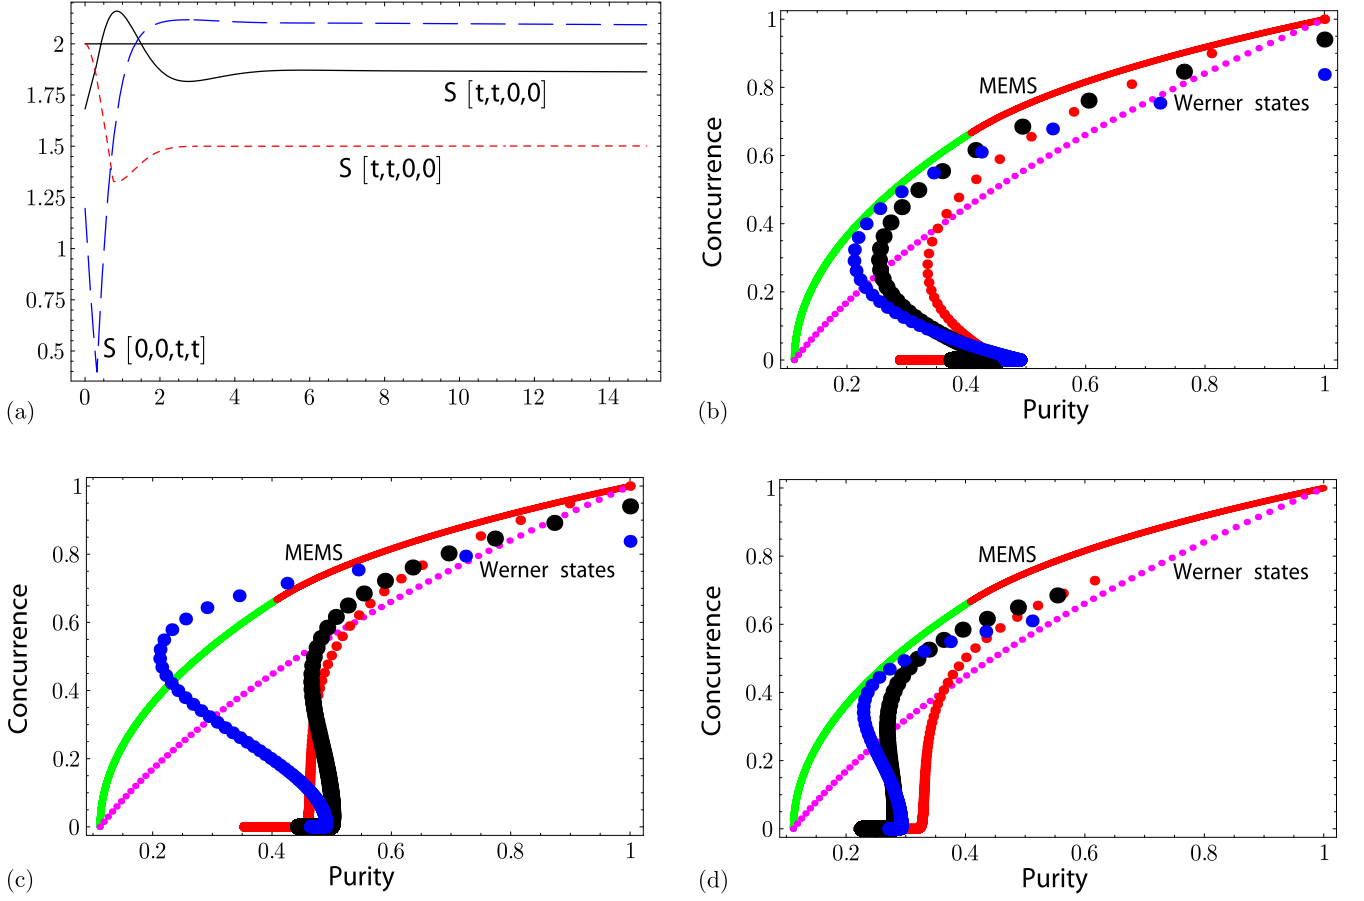 2
1.75
1.5
1.25
1
0.75
0.5
S [t,t,0,0]
S [t,t,0,0]
S [0,0,t,t]
0 2 4 6 8 10 12 14
(a)
1
0.8
0.6
0.4
0.2
0
Concurrence
MEMS
Werner states
0.2 0.4 0.6 0.8 1
Purity
(b)
1
0.8
0.6
0.4
0.2
0
Concurrence
MEMS
Werner states
0.2 0.4 0.6 0.8 1
Purity
(c)
1
0.8
0.6
0.4
0.2
0
Concurrence
MEMS
Werner states
0.2 0.4 0.6 0.8 1
Purity
(d)